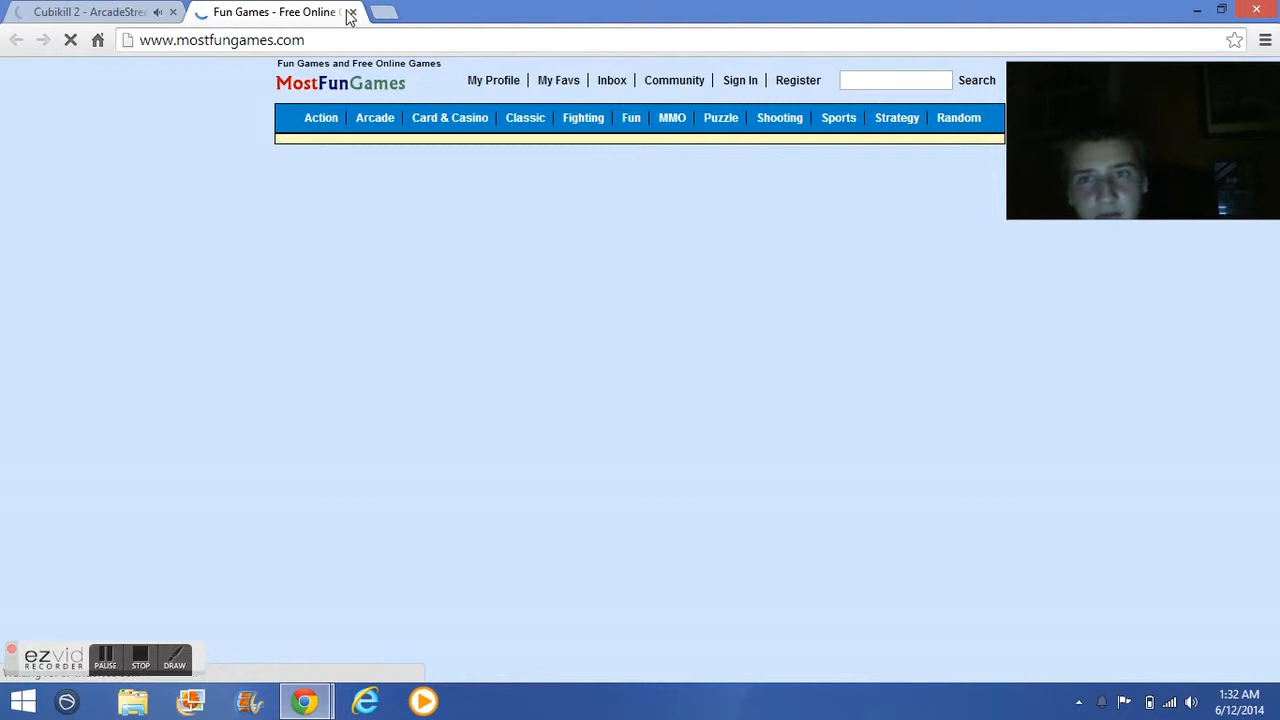 Cubikill 2 - ArcadeStre
Fun Games - Free Online
www.mostfungames.com
Fun Games and Free Online Games
MostFunGames
My Profile My Favs Inbox Community Sign In Register Search
Action Arcade Card & Casino Classic Fighting Fun MMO Puzzle Shooting Sports Strategy Random
ezvid
RECORDER
PAUSE STOP DRAW
1:32 AM
6/12/2014